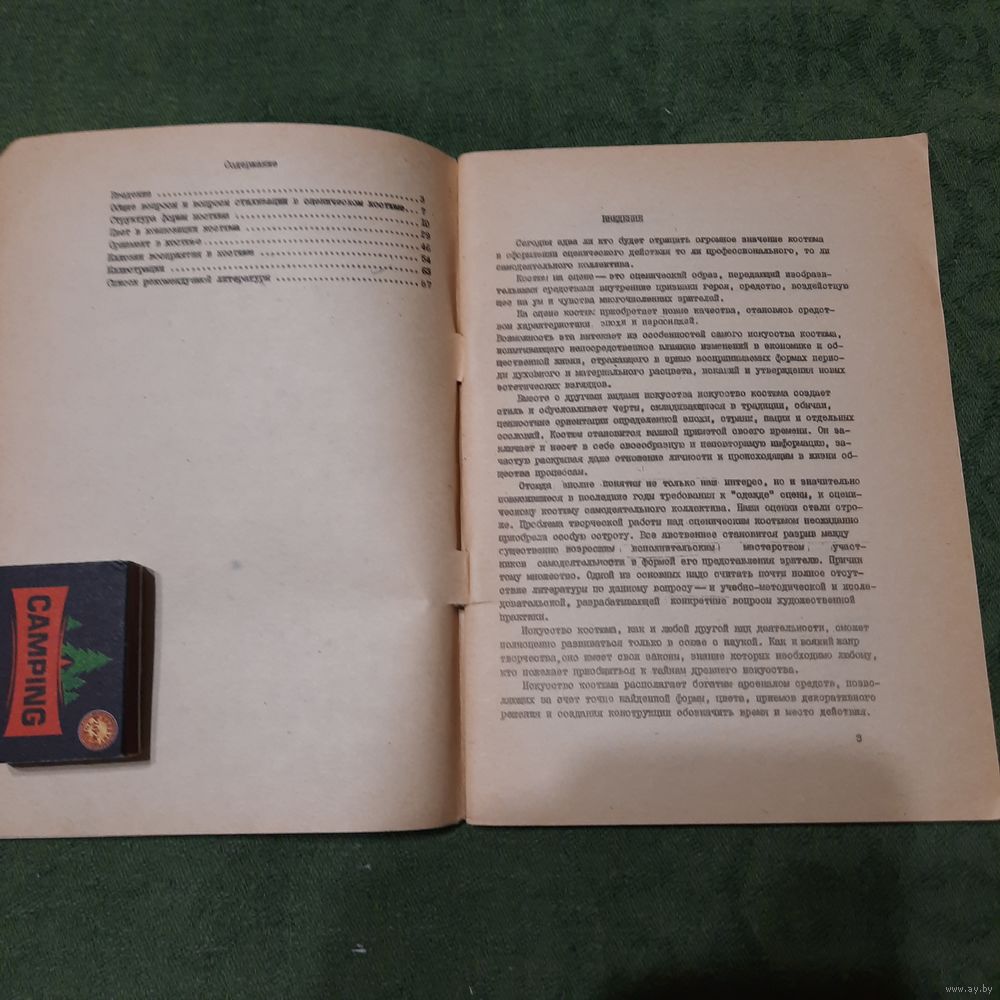 Содержание
Введение 3
Общие вопросы и вопросы стилизации в сценическом костюме... 7
Структура формы костюма 10
Цвет в композиции костюма 29
Орнамент в костюме 46
Иллюзии восприятия в костюме 54
Иллюстрации 63
Список рекомендуемой литературы 87
CAMPING
ВВЕДЕНИЕ
Сегодня едва ли кто будет отрицать огромное значение костюма
в оформлении сценического действия то ли профессионального, то ли
самодеятельного коллектива.
Костюм на сцене — это сценический образ, передающий изобрази-
тельными средствами внутренние признаки героя, средство, воздействую
щее на ум и чувства многочисленных зрителей.
На сцене костюм приобретает новые качества, становясь средст-
вом характеристики эпохи и персонажей.
Возможность эта вытекает из особенностей самого искусства костюма,
испытывающего непосредственное влияние изменений в экономике и об-
щественной жизни, отражающего в зримо воспринимаемых формах перио-
ды духовного и материального расцвета, исканий и утверждения новых
эстетических взглядов.
Вместе с другими видами искусства искусство костюма создает
стиль и обусловливает черты, складывающиеся в традиции, обычаи,
ценностные ориентации определенной эпохи, страны, нации и отдельных
сословий. Костюм становится важной приметой своего времени. Он за-
ключает и несет в себе своеобразную и неповторимую информацию, за-
частую раскрывая даже отношение личности к происходящим в жизни об-
щества процессам.
Отсюда вполне понятен не только наш интерес, но и значительно
повысившиеся в последние годы требования к "одежде" сцены, и сцени-
ческому костюму самодеятельного коллектива. Наши оценки стали стро-
же. Проблема творческой работы над сценическим костюмом неожиданно
приобрела особую остроту. Все явственнее становится разрыв между
существенно возросшим исполнительским мастерством участ-
ников самодеятельности и формой его представления зрителю. Причин
тому множество. Одной из основных надо считать почти полное отсут-
ствие литературы по данному вопросу — и учебно-методической и иссле-
довательской, разрабатывающей конкретные вопросы художественной
практики.
Искусство костюма, как и любой другой вид деятельности, сможет
полноценно развиваться только в союзе с наукой. Как и всякий жанр
творчества, оно имеет свои законы, знание которых необходимо любому,
кто пожелает приобщиться к тайнам древнего искусства.
Искусство костюма располагает богатым арсеналом средств, позво-
ляющих за счет точно найденной формы, цвета, приемов декоративного
решения и создания конструкции обозначить время и место действия.
3
www.ay.by